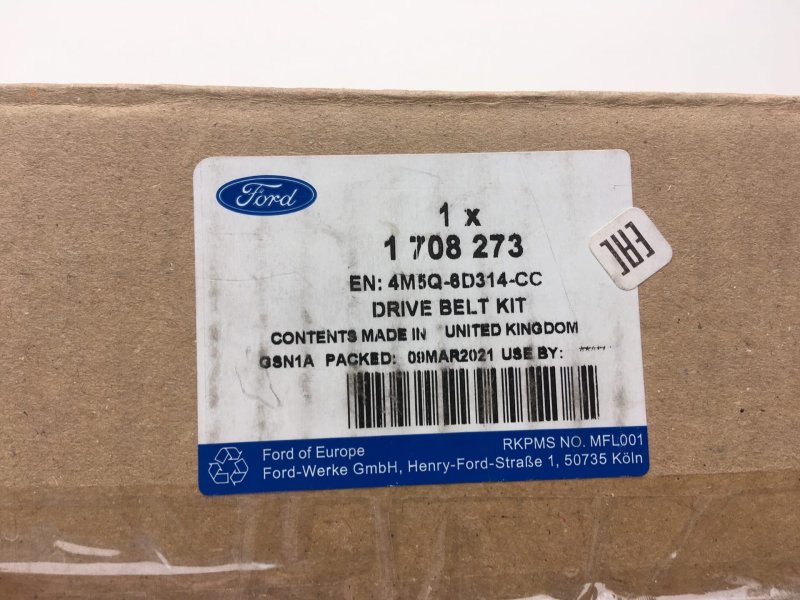 Ford
1 x
1 708 273
EAC
EN: 4M5Q-6D314-CC
DRIVE BELT KIT
CONTENTS MADE IN UNITED KINGDOM
GSN1A PACKED: 09MAR2021 USE BY: *****
RKPMS NO. MFL001
Ford of Europe
Ford-Werke GmbH, Henry-Ford-Straße 1, 50735 Köln